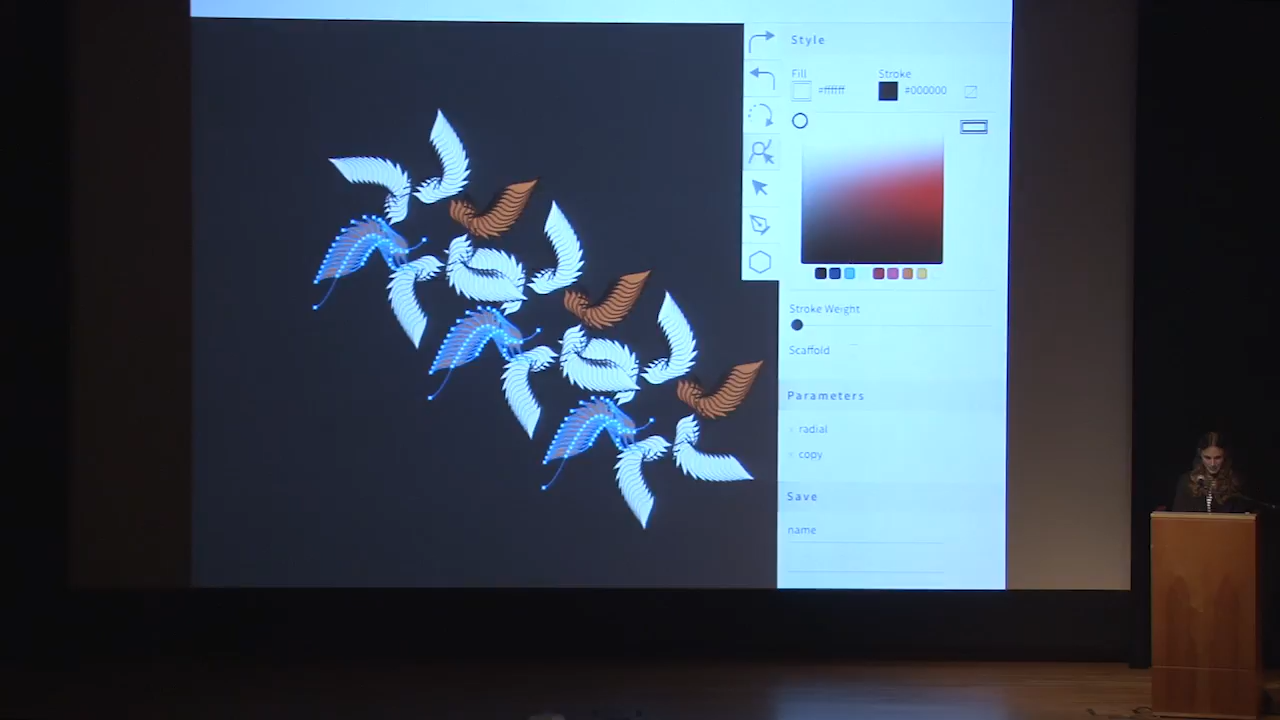 Style
Fill Stroke
#ffffff #000000
Stroke Weight
Scaffold
Parameters
x radial
x copy
Save
name